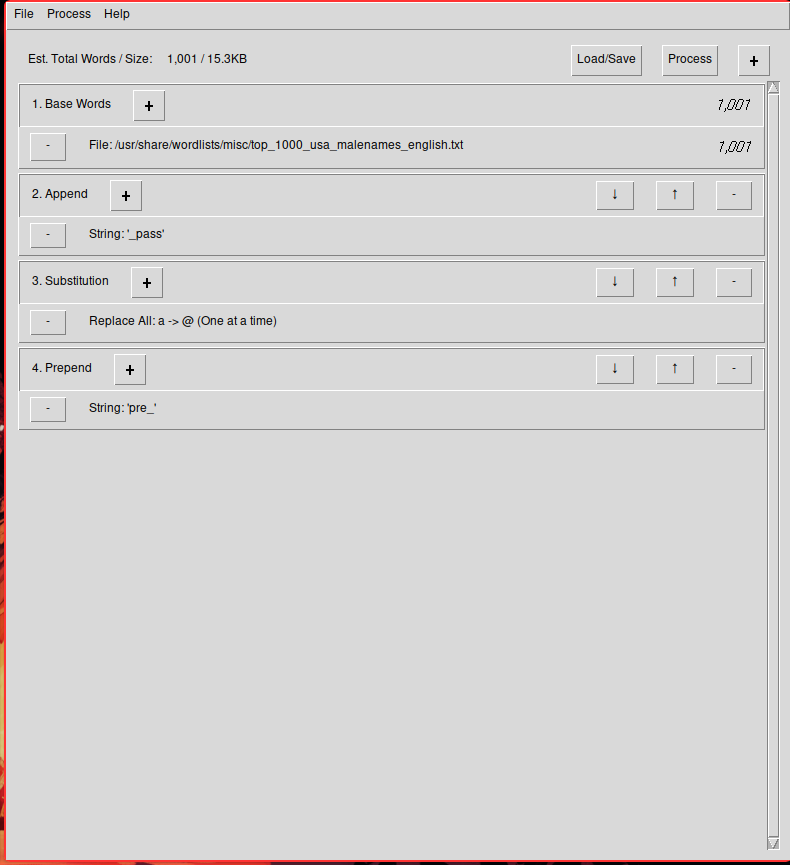 File Process Help
Est. Total Words / Size: 1,001 / 15.3KB Load/Save Process +
1. Base Words + 1,001
- File: /usr/share/wordlists/misc/top_1000_usa_malenames_english.txt 1,001
2. Append + ↓ ↑ -
- String: '_pass'
3. Substitution + ↓ ↑ -
- Replace All: a -> @ (One at a time)
4. Prepend + ↓ ↑ -
- String: 'pre_'